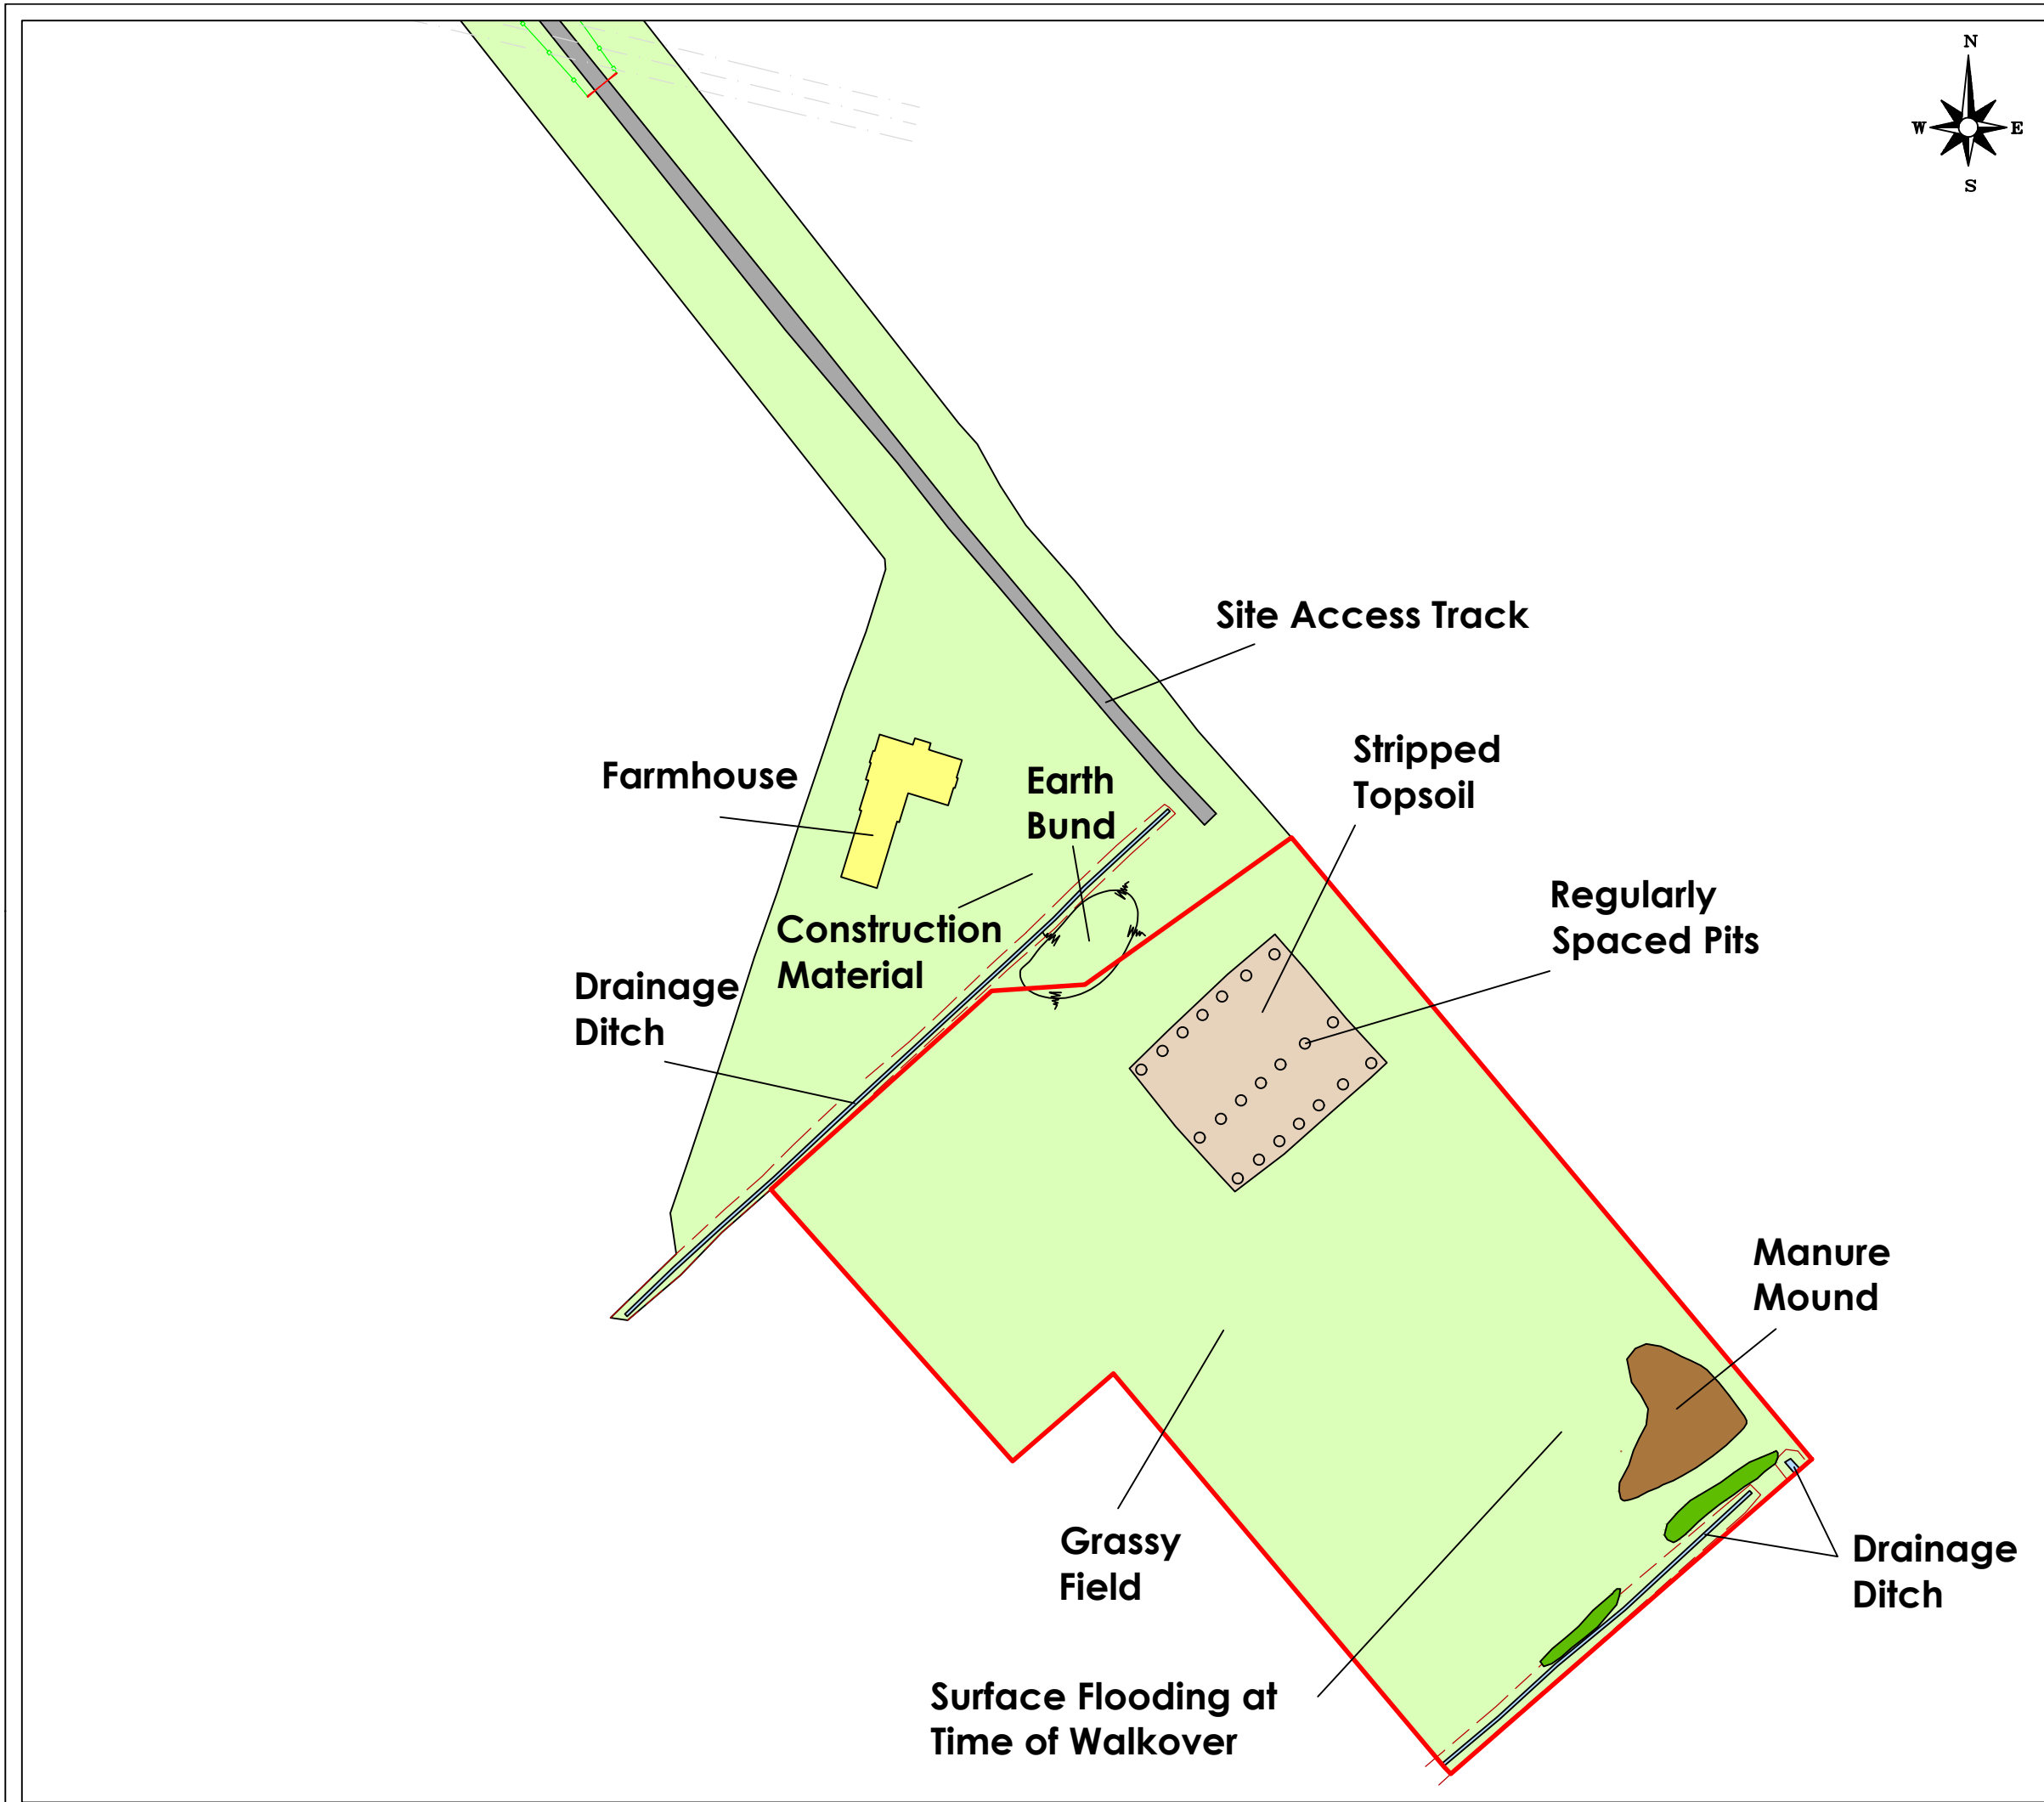 N
W E
S
Site Access Track
Stripped
Topsoil
Farmhouse
Earth
Bund
Regularly
Spaced Pits
Construction
Material
Drainage
Ditch
Manure
Mound
Grassy
Field
Drainage
Ditch
Surface Flooding at
Time of Walkover